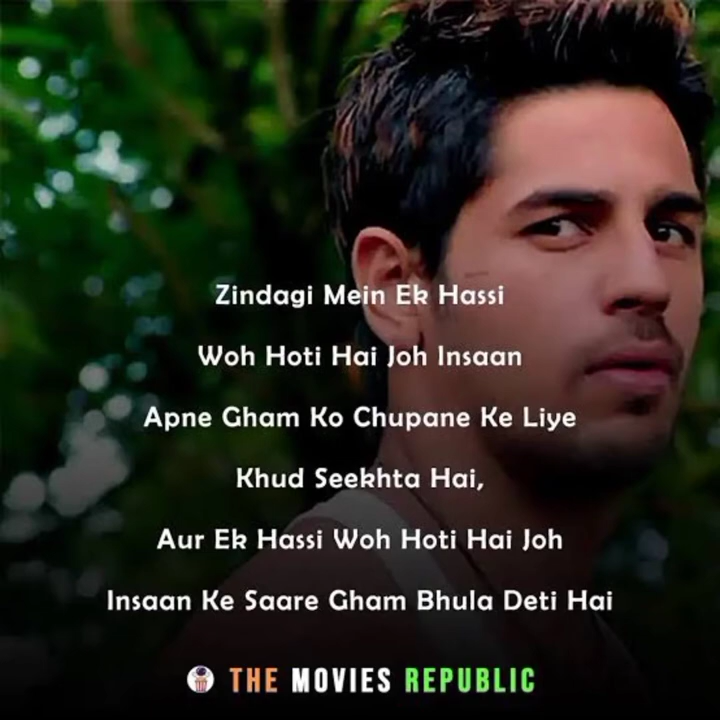 Zindagi Mein Ek Hassi
Woh Hoti Hai Joh Insaan
Apne Gham Ko Chupane Ke Liye
Khud Seekhta Hai,
Aur Ek Hassi Woh Hoti Hai Joh
Insaan Ke Saare Gham Bhula Deti Hai
THE MOVIES REPUBLIC